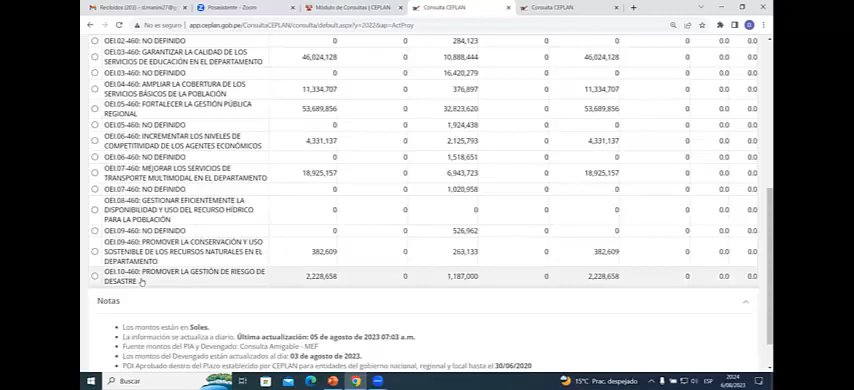 Recibidos (203) - dcmanini27@g
Posasistente - Zoom
Módulo de Consultas | CEPLAN
Consulta CEPLAN
Consulta CEPLAN
No es seguro | app.ceplan.gob.pe/ConsultaCEPLAN/consulta/default.aspx?y=2022&ap=ActProy
OEI.02-460: NO DEFINIDO 0 0 284,123 0 0 0.0 0.0
OEI.03-460: GARANTIZAR LA CALIDAD DE LOS
SERVICIOS DE EDUCACIÓN EN EL DEPARTAMENTO 46,024,128 0 10,888,444 0 46,024,128 0 0.0 0.0
OEI.03-460: NO DEFINIDO 0 0 16,420,279 0 0 0 0.0 0.0
OEI.04-460: AMPLIAR LA COBERTURA DE LOS
SERVICIOS BÁSICOS DE LA POBLACIÓN 11,334,707 0 376,897 0 11,334,707 0 0.0 0.0
OEI.05-460: FORTALECER LA GESTIÓN PÚBLICA
REGIONAL 53,689,836 0 32,823,620 0 53,689,836 0 0.0 0.0
OEI.05-460: NO DEFINIDO 0 0 1,924,438 0 0 0 0.0 0.0
OEI.06-460: INCREMENTAR LOS NIVELES DE
COMPETITIVIDAD DE LOS AGENTES ECONÓMICOS 4,331,137 0 2,125,793 0 4,331,137 0 0.0 0.0
OEI.06-460: NO DEFINIDO 0 0 1,518,651 0 0 0 0.0 0.0
OEI.07-460: MEJORAR LOS SERVICIOS DE
TRANSPORTE MULTIMODAL EN EL DEPARTAMENTO 18,925,157 0 6,943,723 0 18,925,157 0 0.0 0.0
OEI.07-460: NO DEFINIDO 0 0 1,020,958 0 0 0 0.0 0.0
OEI.08-460: GESTIONAR EFICIENTEMENTE LA
DISPONIBILIDAD Y USO DEL RECURSO HÍDRICO 0 0 0 0 0 0 0.0 0.0
PARA LA POBLACIÓN
OEI.09-460: NO DEFINIDO 0 0 526,962 0 0 0 0.0 0.0
OEI.09-460: PROMOVER LA CONSERVACIÓN Y USO
SOSTENIBLE DE LOS RECURSOS NATURALES EN EL 382,609 0 263,133 0 382,609 0 0.0 0.0
DEPARTAMENTO
OEI.10-460: PROMOVER LA GESTIÓN DE RIESGO DE
DESASTRE 2,228,658 0 1,187,000 0 2,228,658 0 0.0 0.0
Notas
Los montos están en Soles.
La información se actualiza a diario. Última actualización: 05 de agosto de 2023 07:03 a.m.
Fuente montos del PIA y Devengado: Consulta Amigable - MEF
Los montos del Devengado están actualizados al día: 03 de agosto de 2023.
POI Aprobado dentro del Plazo establecido por CEPLAN para entidades del gobierno nacional, regional y local hasta el 30/06/2020
Buscar
15°C Prac. despejado
ESP
2024
6/08/2023